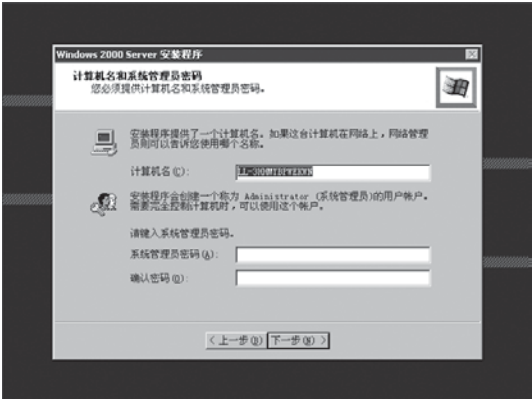 Windows 2000 Server 安装程序
计算机名和系统管理员密码
您必须提供计算机名和系统管理员密码。
安装程序提供了一个计算机名。如果这台计算机在网络上，网络管理
员则可以告诉您使用哪个名称。
计算机名(C):
安装程序会创建一个称为 Administrator (系统管理员)的用户帐户。
需要完全控制计算机时，可以使用这个帐户。
请键入系统管理员密码。
系统管理员密码(A):
确认密码(O):
<上一步(B) 下一步(N)>